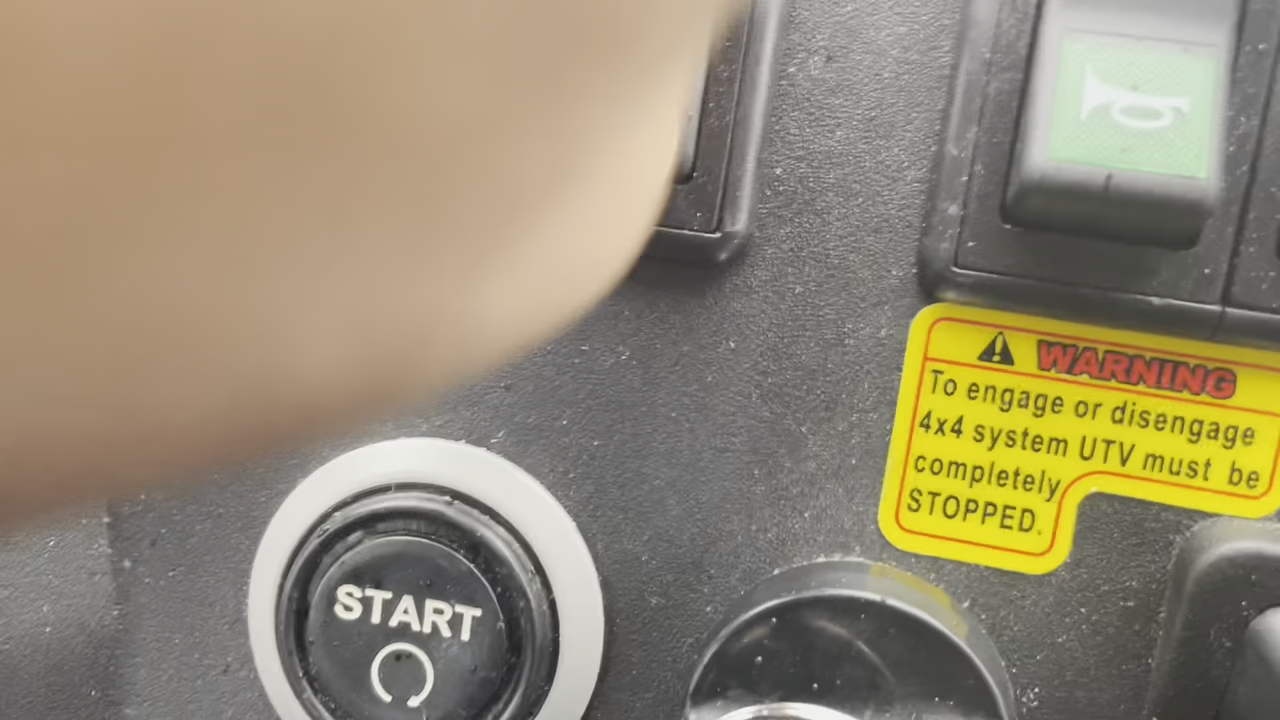 WARNING
To engage or disengage
4x4 system UTV must be
completely
STOPPED.
START